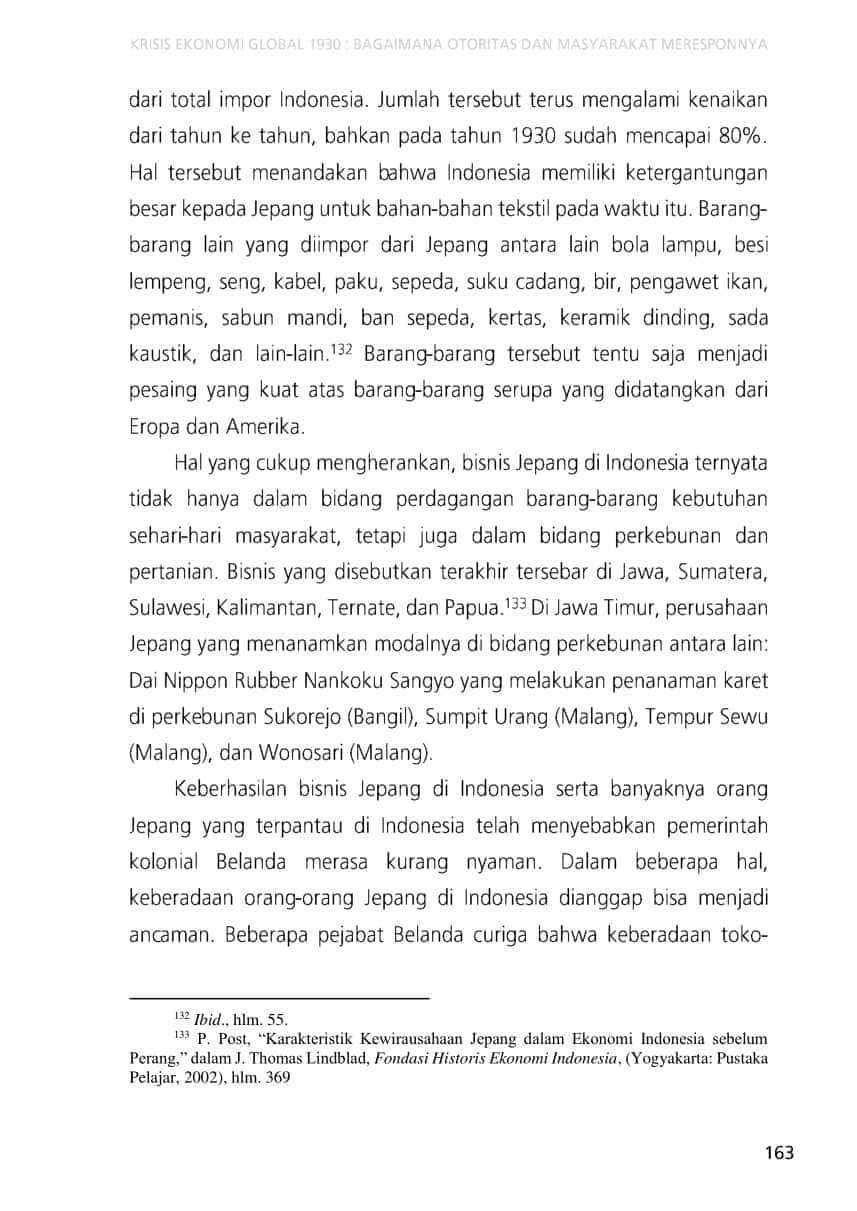 KRISIS EKONOMI GLOBAL 1930 : BAGAIMANA OTORITAS DAN MASYARAKAT MERESPONNYA
dari total impor Indonesia. Jumlah tersebut terus mengalami kenaikan
dari tahun ke tahun, bahkan pada tahun 1930 sudah mencapai 80%.
Hal tersebut menandakan bahwa Indonesia memiliki ketergantungan
besar kepada Jepang untuk bahan-bahan tekstil pada waktu itu. Barang-
barang lain yang diimpor dari Jepang antara lain bola lampu, besi
lempeng, seng, kabel, paku, sepeda, suku cadang, bir, pengawet ikan,
pemanis, sabun mandi, ban sepeda, kertas, keramik dinding, sada
kaustik, dan lain-lain.132 Barang-barang tersebut tentu saja menjadi
pesaing yang kuat atas barang-barang serupa yang didatangkan dari
Eropa dan Amerika.
Hal yang cukup mengherankan, bisnis Jepang di Indonesia ternyata
tidak hanya dalam bidang perdagangan barang-barang kebutuhan
sehari-hari masyarakat, tetapi juga dalam bidang perkebunan dan
pertanian. Bisnis yang disebutkan terakhir tersebar di Jawa, Sumatera,
Sulawesi, Kalimantan, Ternate, dan Papua.133 Di Jawa Timur, perusahaan
Jepang yang menanamkan modalnya di bidang perkebunan antara lain:
Dai Nippon Rubber Nankoku Sangyo yang melakukan penanaman karet
di perkebunan Sukorejo (Bangil), Sumpit Urang (Malang), Tempur Sewu
(Malang), dan Wonosari (Malang).
Keberhasilan bisnis Jepang di Indonesia serta banyaknya orang
Jepang yang terpantau di Indonesia telah menyebabkan pemerintah
kolonial Belanda merasa kurang nyaman. Dalam beberapa hal,
keberadaan orang-orang Jepang di Indonesia dianggap bisa menjadi
ancaman. Beberapa pejabat Belanda curiga bahwa keberadaan toko-
132 Ibid., hlm. 55.
133 P. Post, “Karakteristik Kewirausahaan Jepang dalam Ekonomi Indonesia sebelum
Perang,” dalam J. Thomas Lindblad, Fondasi Historis Ekonomi Indonesia, (Yogyakarta: Pustaka
Pelajar, 2002), hlm. 369
163